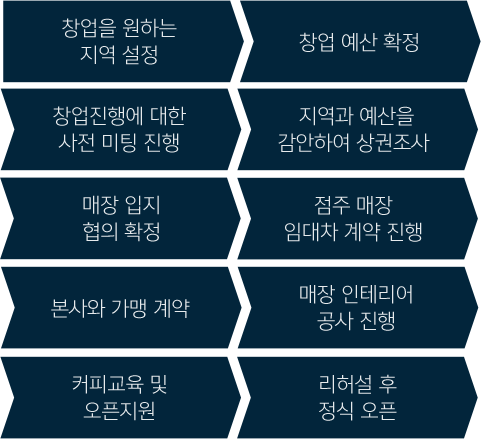 창업을 원하는
지역 설정
창업 예산 확정
창업진행에 대한
사전 미팅 진행
지역과 예산을
감안하여 상권조사
매장 입지
협의 확정
점주 매장
임대차 계약 진행
본사와 가맹 계약
매장 인테리어
공사 진행
커피교육 및
오픈지원
리허설 후
정식 오픈